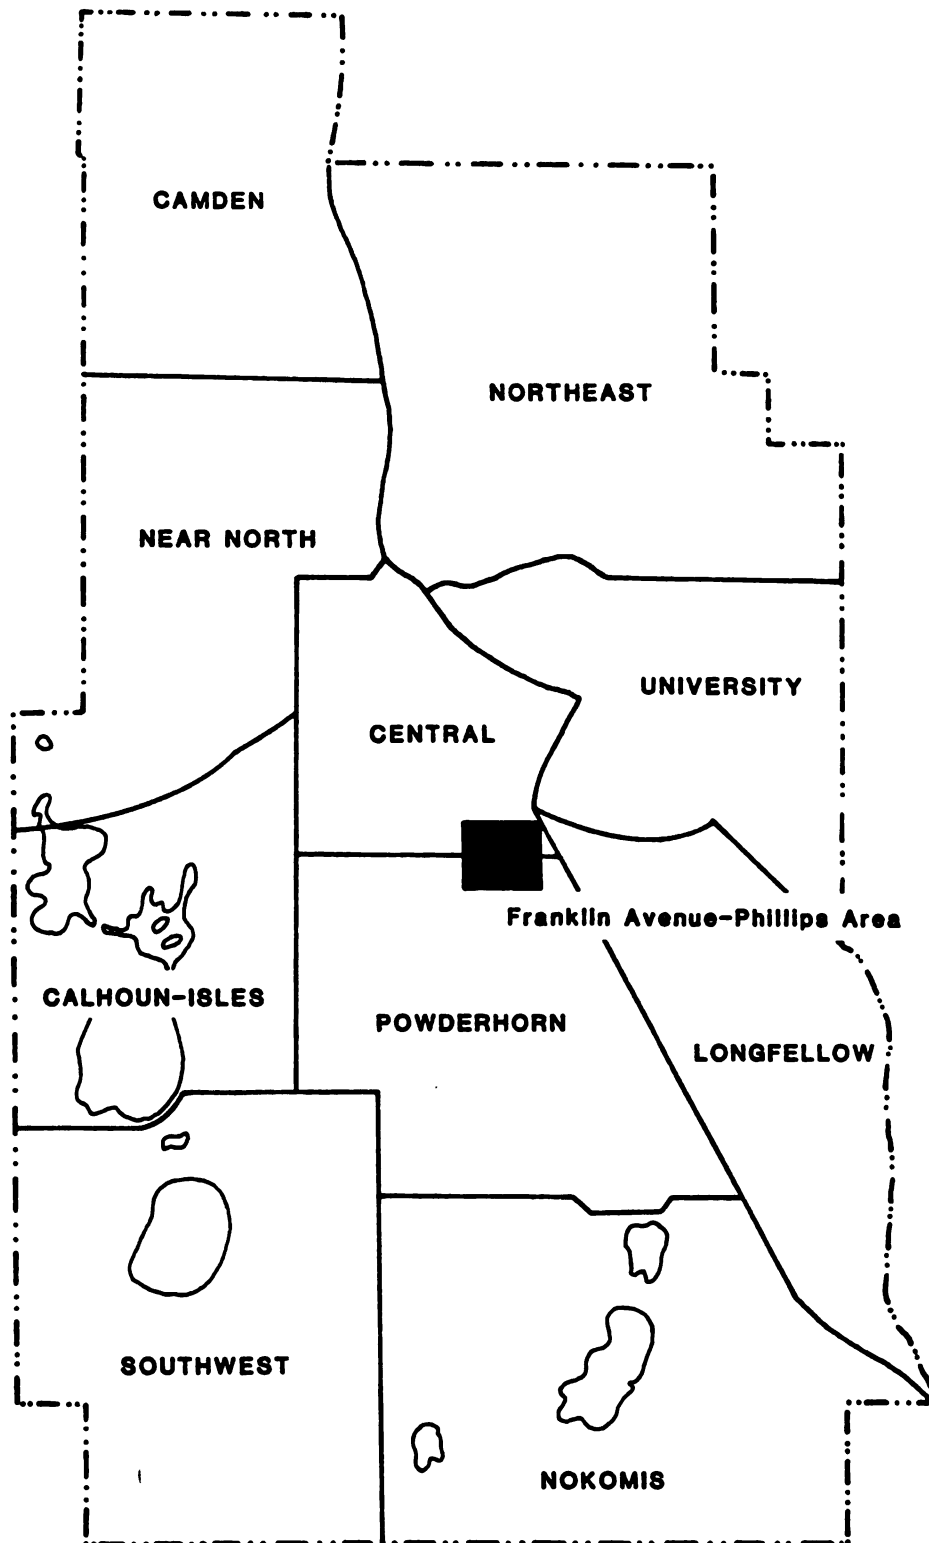 CAMDEN
NORTHEAST
NEAR NORTH
UNIVERSITY
CENTRAL
Franklin Avenue-Phillips Area
CALHOUN-ISLES
POWDERHORN
LONGFELLOW
SOUTHWEST
NOKOMIS